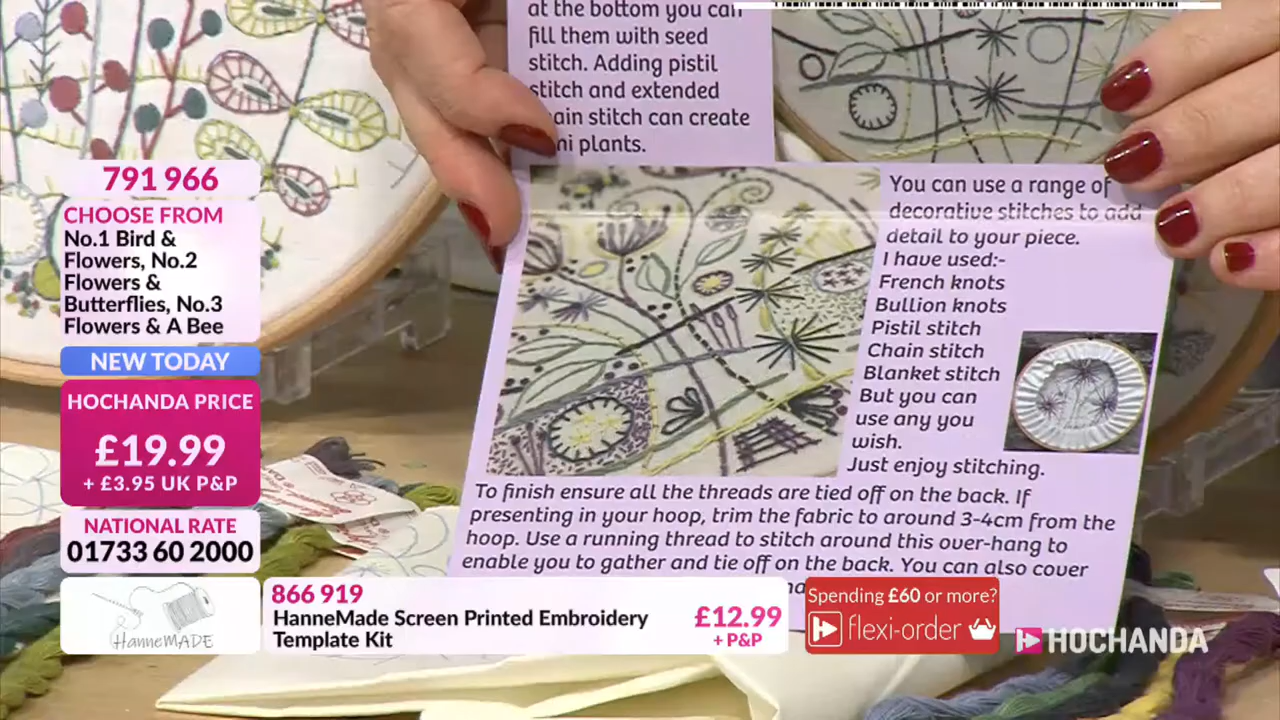 at the bottom you can
fill them with seed
stitch. Adding pistil
stitch and extended
chain stitch can create
plants.
You can use a range of
decorative stitches to add
detail to your piece.
I have used:-
French knots
Bullion knots
Pistil stitch
Chain stitch
Blanket stitch
But you can
use any you
wish.
Just enjoy stitching.
To finish ensure all the threads are tied off on the back. If
presenting in your hoop, trim the fabric to around 3-4cm from the
hoop. Use a running thread to stitch around this over-hang to
enable you to gather and tie off on the back. You can also cover
791 966
CHOOSE FROM
No.1 Bird &
Flowers, No.2
Flowers &
Butterflies, No.3
Flowers & A Bee
NEW TODAY
HOCHANDA PRICE
£19.99
+ £3.95 UK P&P
NATIONAL RATE
01733 60 2000
HanneMADE
866 919
HanneMade Screen Printed Embroidery
Template Kit
£12.99
+ P&P
Spending £60 or more?
flexi-order
HOCHANDA